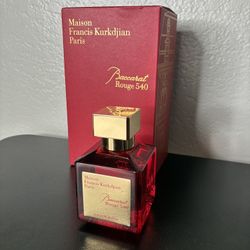 Maison
Francis Kurkdjian
Paris
Baccarat
Rouge 540
Maison
Francis Kurkdjian
Paris
Baccarat
Rouge 540